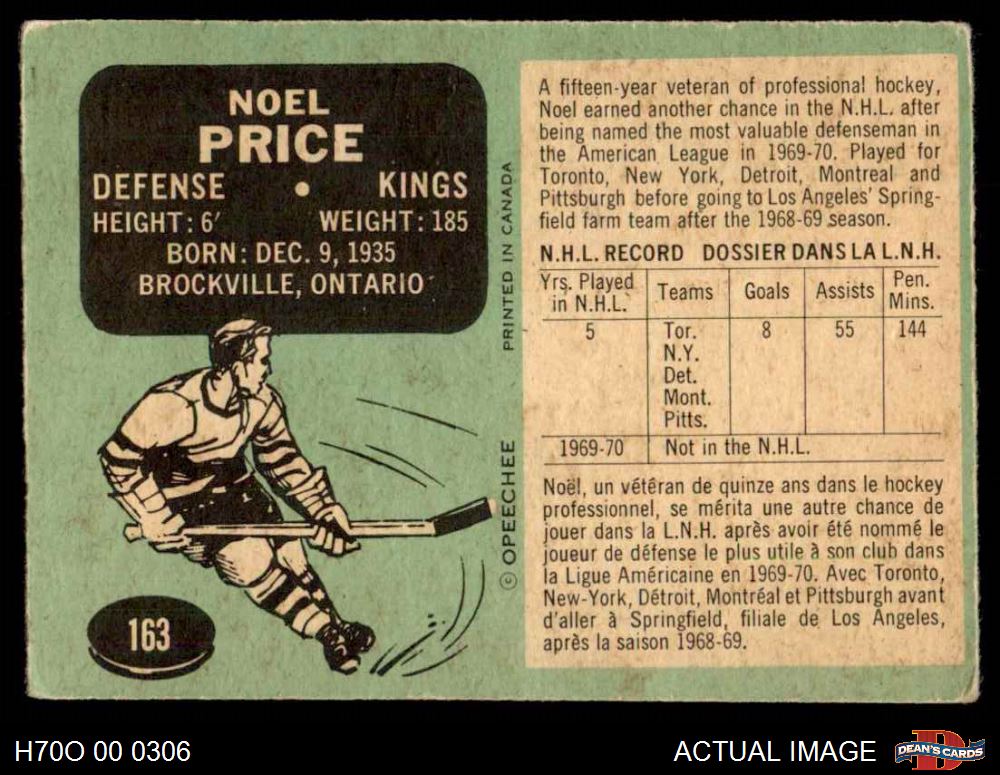 NOEL
PRICE
DEFENSE • KINGS
HEIGHT: 6′ WEIGHT: 185
BORN: DEC. 9, 1935
BROCKVILLE, ONTARIO
163
PRINTED IN CANADA
© OPEECHEE
A fifteen-year veteran of professional hockey,
Noel earned another chance in the N.H.L. after
being named the most valuable defenseman in
the American League in 1969-70. Played for
Toronto, New York, Detroit, Montreal and
Pittsburgh before going to Los Angeles' Spring-
field farm team after the 1968-69 season.
N.H.L. RECORD DOSSIER DANS LA L.N.H.
Yrs. Played
in N.H.L. Teams Goals Assists Pen.
Mins.
5 Tor. 8 55 144
N.Y.
Det.
Mont.
Pitts.
1969-70 Not in the N.H.L.
Noël, un vétéran de quinze ans dans le hockey
professionnel, se mérita une autre chance de
jouer dans la L.N.H. après avoir été nommé le
joueur de défense le plus utile à son club dans
la Ligue Américaine en 1969-70. Avec Toronto,
New-York, Détroit, Montréal et Pittsburgh avant
d'aller à Springfield, filiale de Los Angeles,
après la saison 1968-69.
H70O 00 0306
ACTUAL IMAGE
DEAN'S CARDS